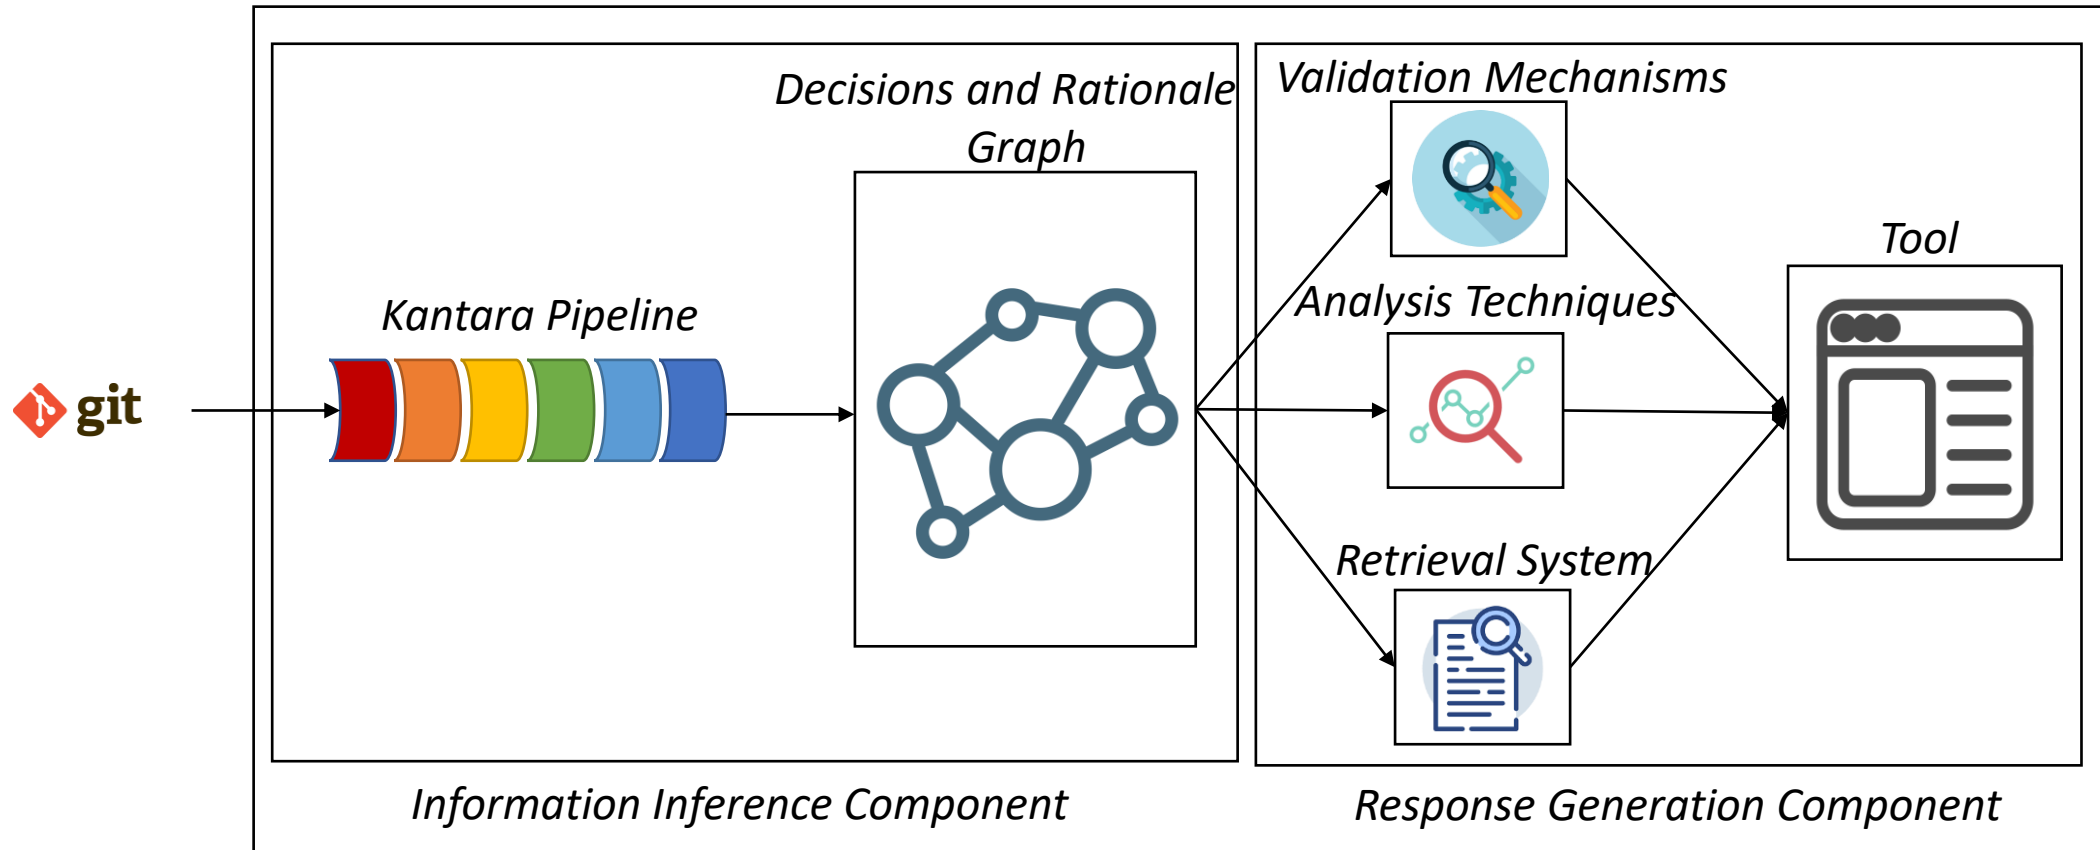 git
Kantara Pipeline
Decisions and Rationale
Graph
Information Inference Component
Validation Mechanisms
Analysis Techniques
Retrieval System
Tool
Response Generation Component